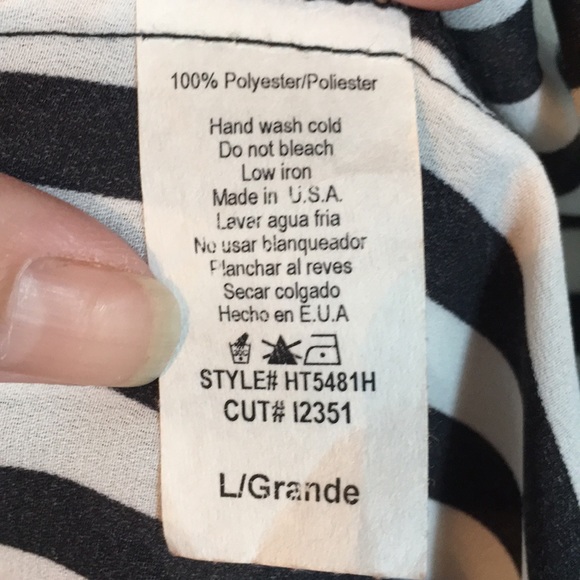 100% Polyester/Poliester
Hand wash cold
Do not bleach
Low iron
Made in U.S.A.
Lavar agua fria
No usar blanqueador
Planchar al reves
Secar colgado
Hecho en E.U.A
STYLE# HT5481H
CUT# I2351
L/Grande